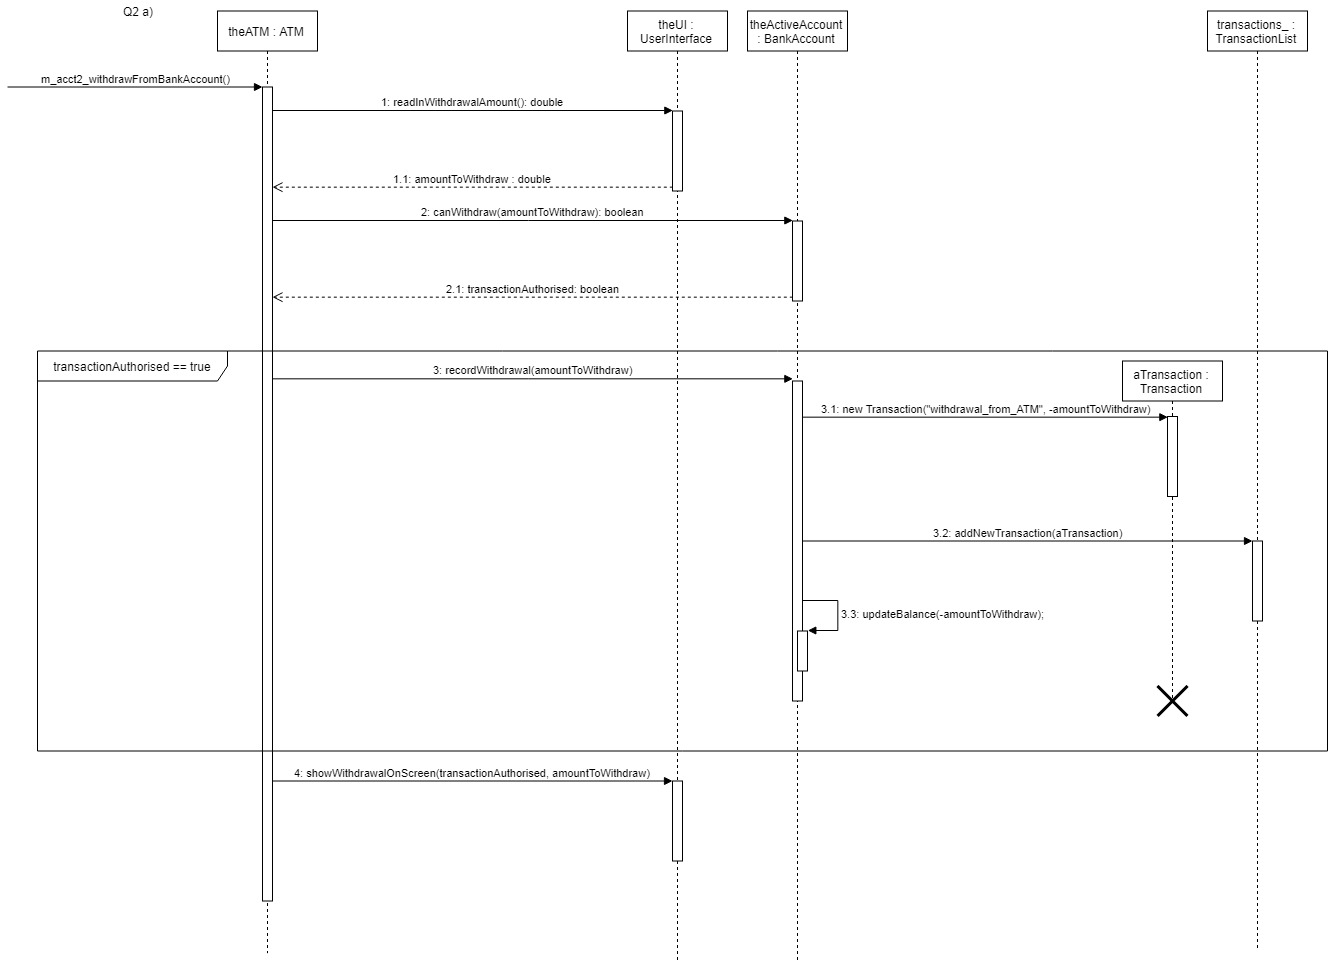 Q2 a)
theATM : ATM
theUI :
UserInterface
theActiveAccount
: BankAccount
transactions_ :
TransactionList
m_acct2_withdrawFromBankAccount()
1: readInWithdrawalAmount(): double
1.1: amountToWithdraw : double
2: canWithdraw(amountToWithdraw): boolean
2.1: transactionAuthorised: boolean
transactionAuthorised == true
3: recordWithdrawal(amountToWithdraw)
aTransaction :
Transaction
3.1: new Transaction("withdrawal_from_ATM", -amountToWithdraw)
3.2: addNewTransaction(aTransaction)
3.3: updateBalance(-amountToWithdraw);
4: showWithdrawalOnScreen(transactionAuthorised, amountToWithdraw)